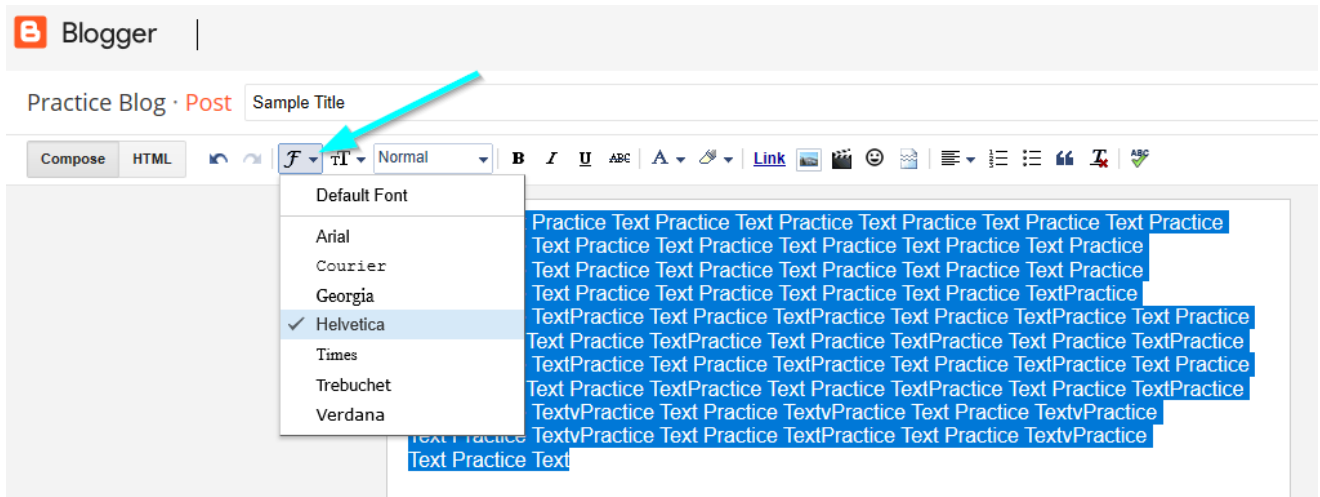 Blogger
Practice Blog · Post Sample Title
Compose HTML F TT Normal B I U ABC A Link ABC
Default Font
Arial
Courier
Georgia
Helvetica
Times
Trebuchet
Verdana
Practice Text Practice Text Practice Text Practice Text Practice Text Practice
Text Practice Text Practice Text Practice Text Practice Text Practice
Text Practice Text Practice Text Practice Text Practice Text Practice
Text Practice Text Practice Text Practice Text Practice TextPractice
TextPractice Text Practice TextPractice Text Practice TextPractice Text Practice
Text Practice TextPractice Text Practice TextPractice Text Practice TextPractice
TextPractice Text Practice TextPractice Text Practice TextPractice Text Practice
Text Practice TextPractice Text Practice TextPractice Text Practice TextPractice
TextvPractice Text Practice TextvPractice Text Practice TextvPractice
Text Practice TextvPractice Text Practice TextPractice Text Practice TextvPractice
Text Practice Text